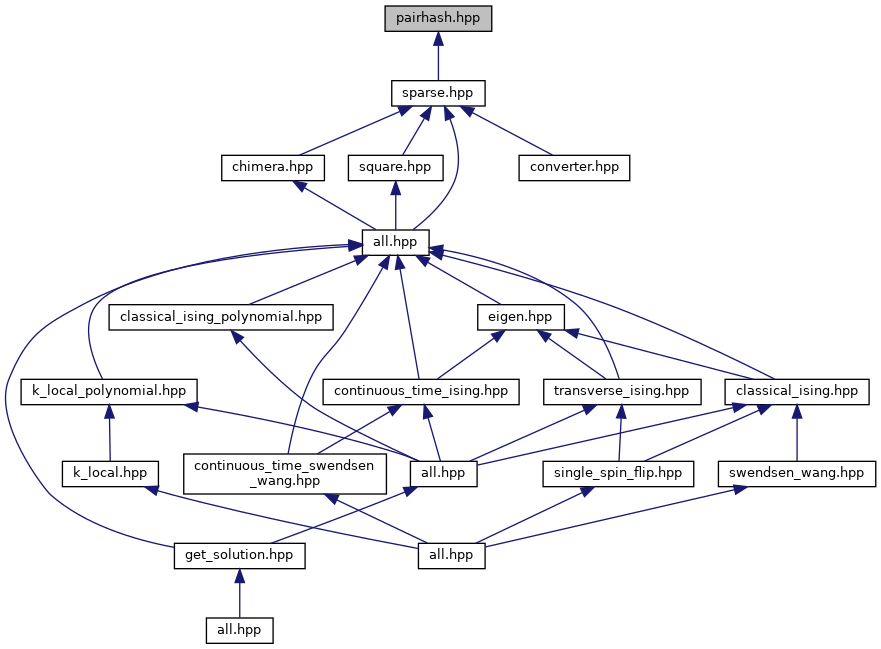 pairhash.hpp
sparse.hpp
chimera.hpp
square.hpp
converter.hpp
all.hpp
classical_ising_polynomial.hpp
eigen.hpp
k_local_polynomial.hpp
continuous_time_ising.hpp
transverse_ising.hpp
classical_ising.hpp
k_local.hpp
continuous_time_swendsen
_wang.hpp
all.hpp
single_spin_flip.hpp
swendsen_wang.hpp
get_solution.hpp
all.hpp
all.hpp